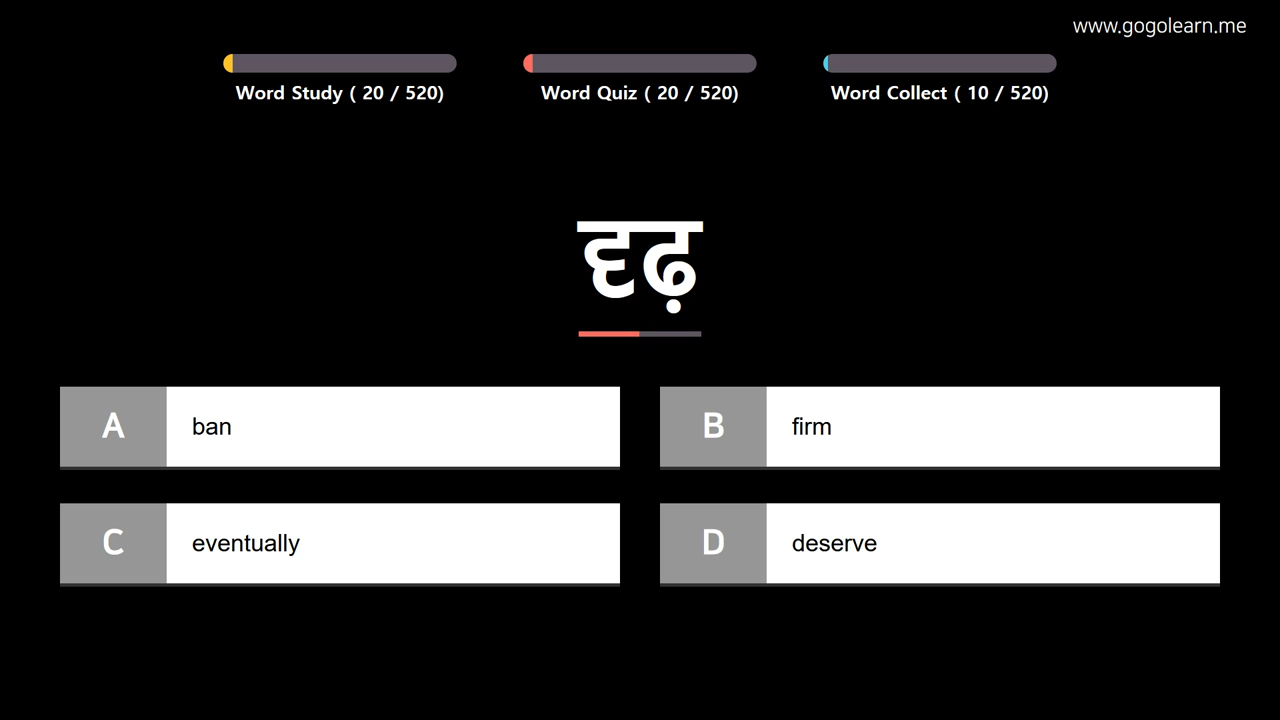 www.gogolearn.me
Word Study ( 20 / 520)
Word Quiz ( 20 / 520)
Word Collect ( 10 / 520)
दृढ़
A ban
B firm
C eventually
D deserve